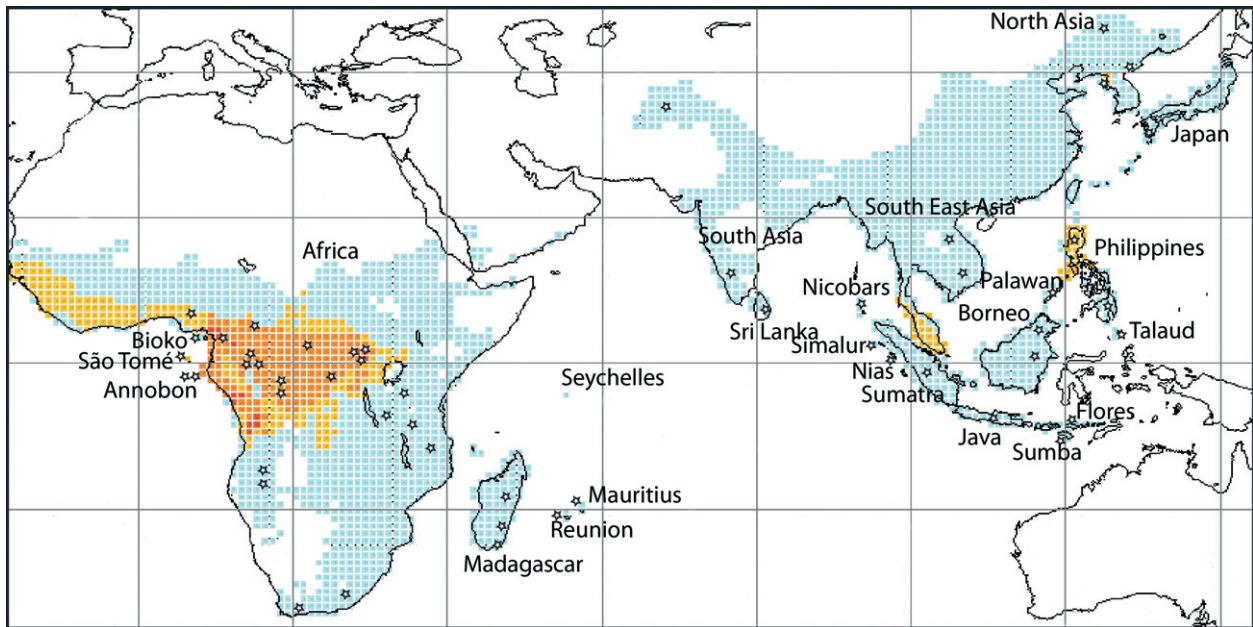 North Asia
Japan
South East Asia
South Asia
Africa
Philippines
Palawan
Nicobars
Borneo
Sri Lanka
Talaud
Bioko
Simalur
São Tomé
Nias
Seychelles
Annobon
Sumatra
Flores
Java
Sumba
Mauritius
Reunion
Madagascar